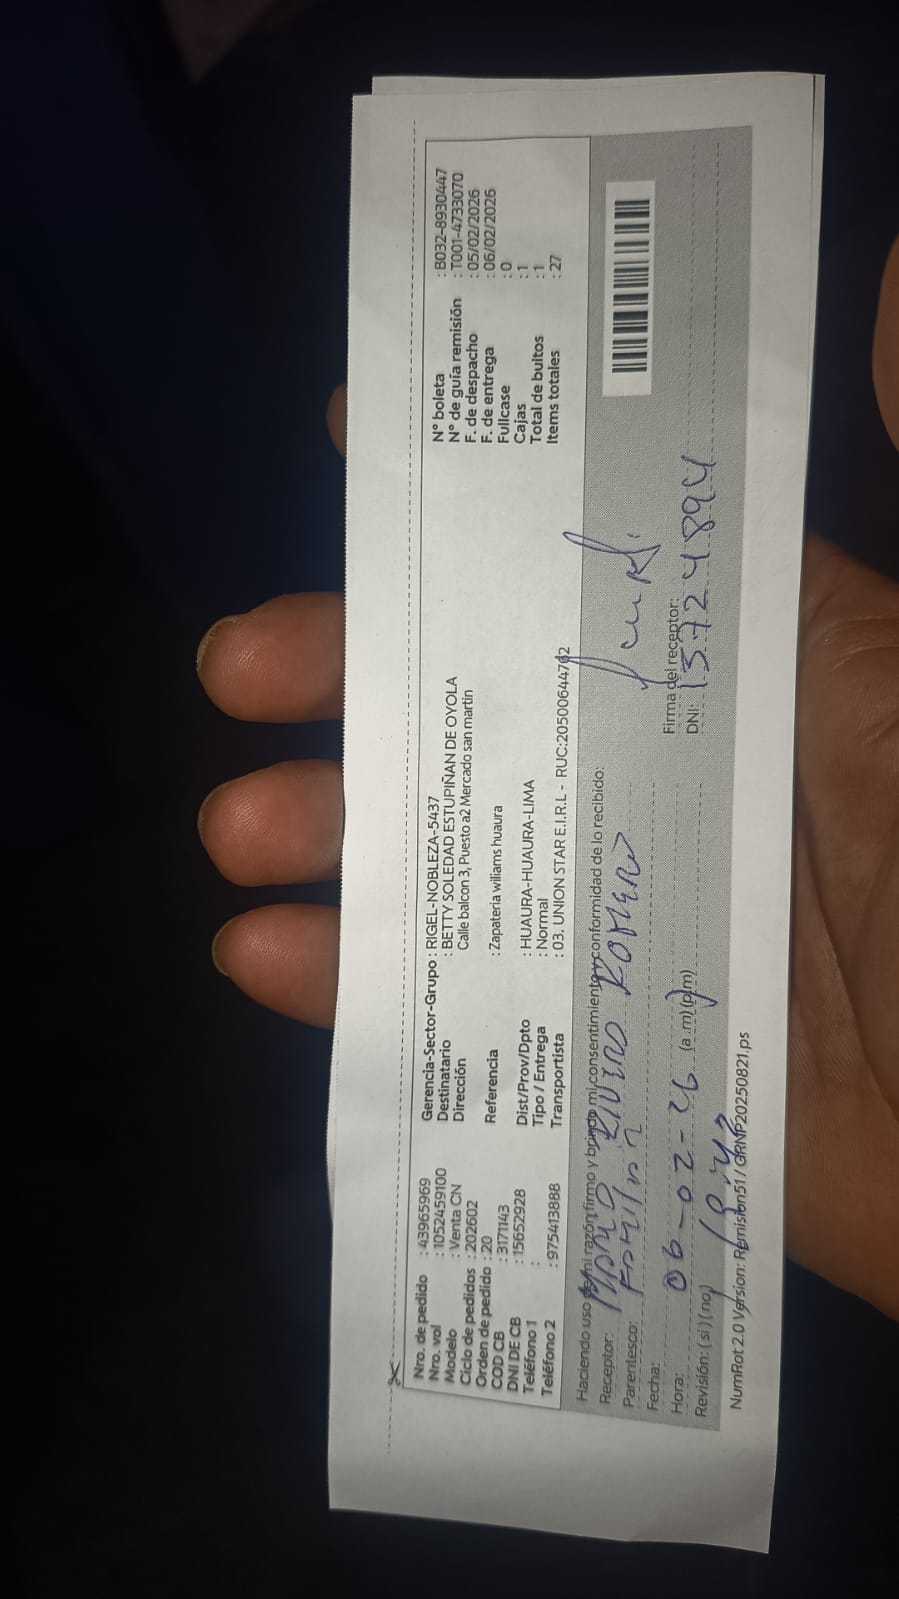 Nro. de pedido : 43965969
Nro. vol : 1052459100
Modelo : Venta CN
Ciclo de pedidos : 202602
Orden de pedido : 20
COD CB : 3171143
DNI DE CB : 15652928
Teléfono 1 :
Teléfono 2 : 975413888
Gerencia-Sector-Grupo : RIGEL-NOBLEZA-5437
Destinatario : BETTY SOLEDAD ESTUPIÑAN DE OYOLA
Dirección Calle balcon 3, Puesto a2 Mercado san martin
Referencia : Zapateria wiliams huaura
Dist/Prov/Dpto : HUAURA-HUAURA-LIMA
Tipo / Entrega : Normal
Transportista : 03. UNION STAR E.I.R.L - RUC:20500644762
N° boleta : B032-8930447
N° de guía remisión : T001-4733070
F. de despacho : 05/02/2026
F. de entrega : 06/02/2026
Fullcase : 0
Cajas : 1
Total de bultos : 1
Items totales : 27
Haciendo uso de mi razón firmo y brindo mi consentimiento y conformidad de lo recibido:
Receptor: RIVERO ROMERO
Parentesco:
Fecha: 06-02-26
Hora: (a .m) (p.m)
Revisión: ( si ) ( no )
Firma del receptor:
DNI: 15724894
NumRot 2.0 Version: Remision51 / GRNP20250821.ps